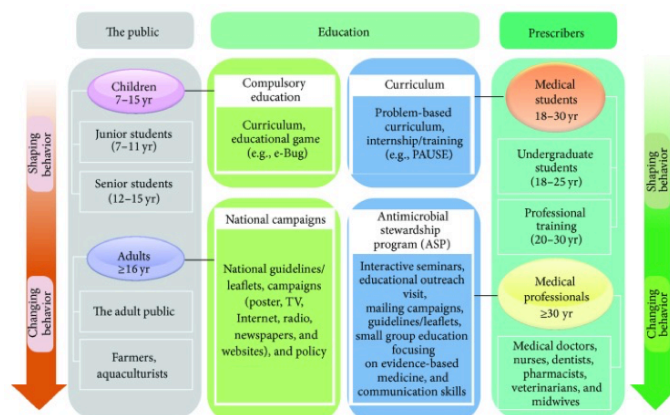 The public
Education
Prescribers
Shaping behavior
Changing behavior
Children
7–15 yr
Junior students
(7–11 yr)
Senior students
(12–15 yr)
Adults
≥16 yr
The adult public
Farmers,
aquaculturists
Compulsory
education
Curriculum,
educational game
(e.g., e-Bug)
National campaigns
National guidelines/
leaflets, campaigns
(poster, TV,
Internet, radio,
newspapers, and
websites), and policy
Curriculum
Problem-based
curriculum,
internship/training
(e.g., PAUSE)
Antimicrobial
stewardship
program (ASP)
Interactive seminars,
educational outreach
visit,
mailing campaigns,
guidelines/leaflets,
small group education
focusing
on evidence-based
medicine, and
communication skills
Medical
students
18–30 yr
Undergraduate
students
(18–25 yr)
Professional
training
(20–30 yr)
Medical
professionals
≥30 yr
Medical doctors,
nurses, dentists,
pharmacists,
veterinarians, and
midwives
Shaping
behavior
Changing
behavior